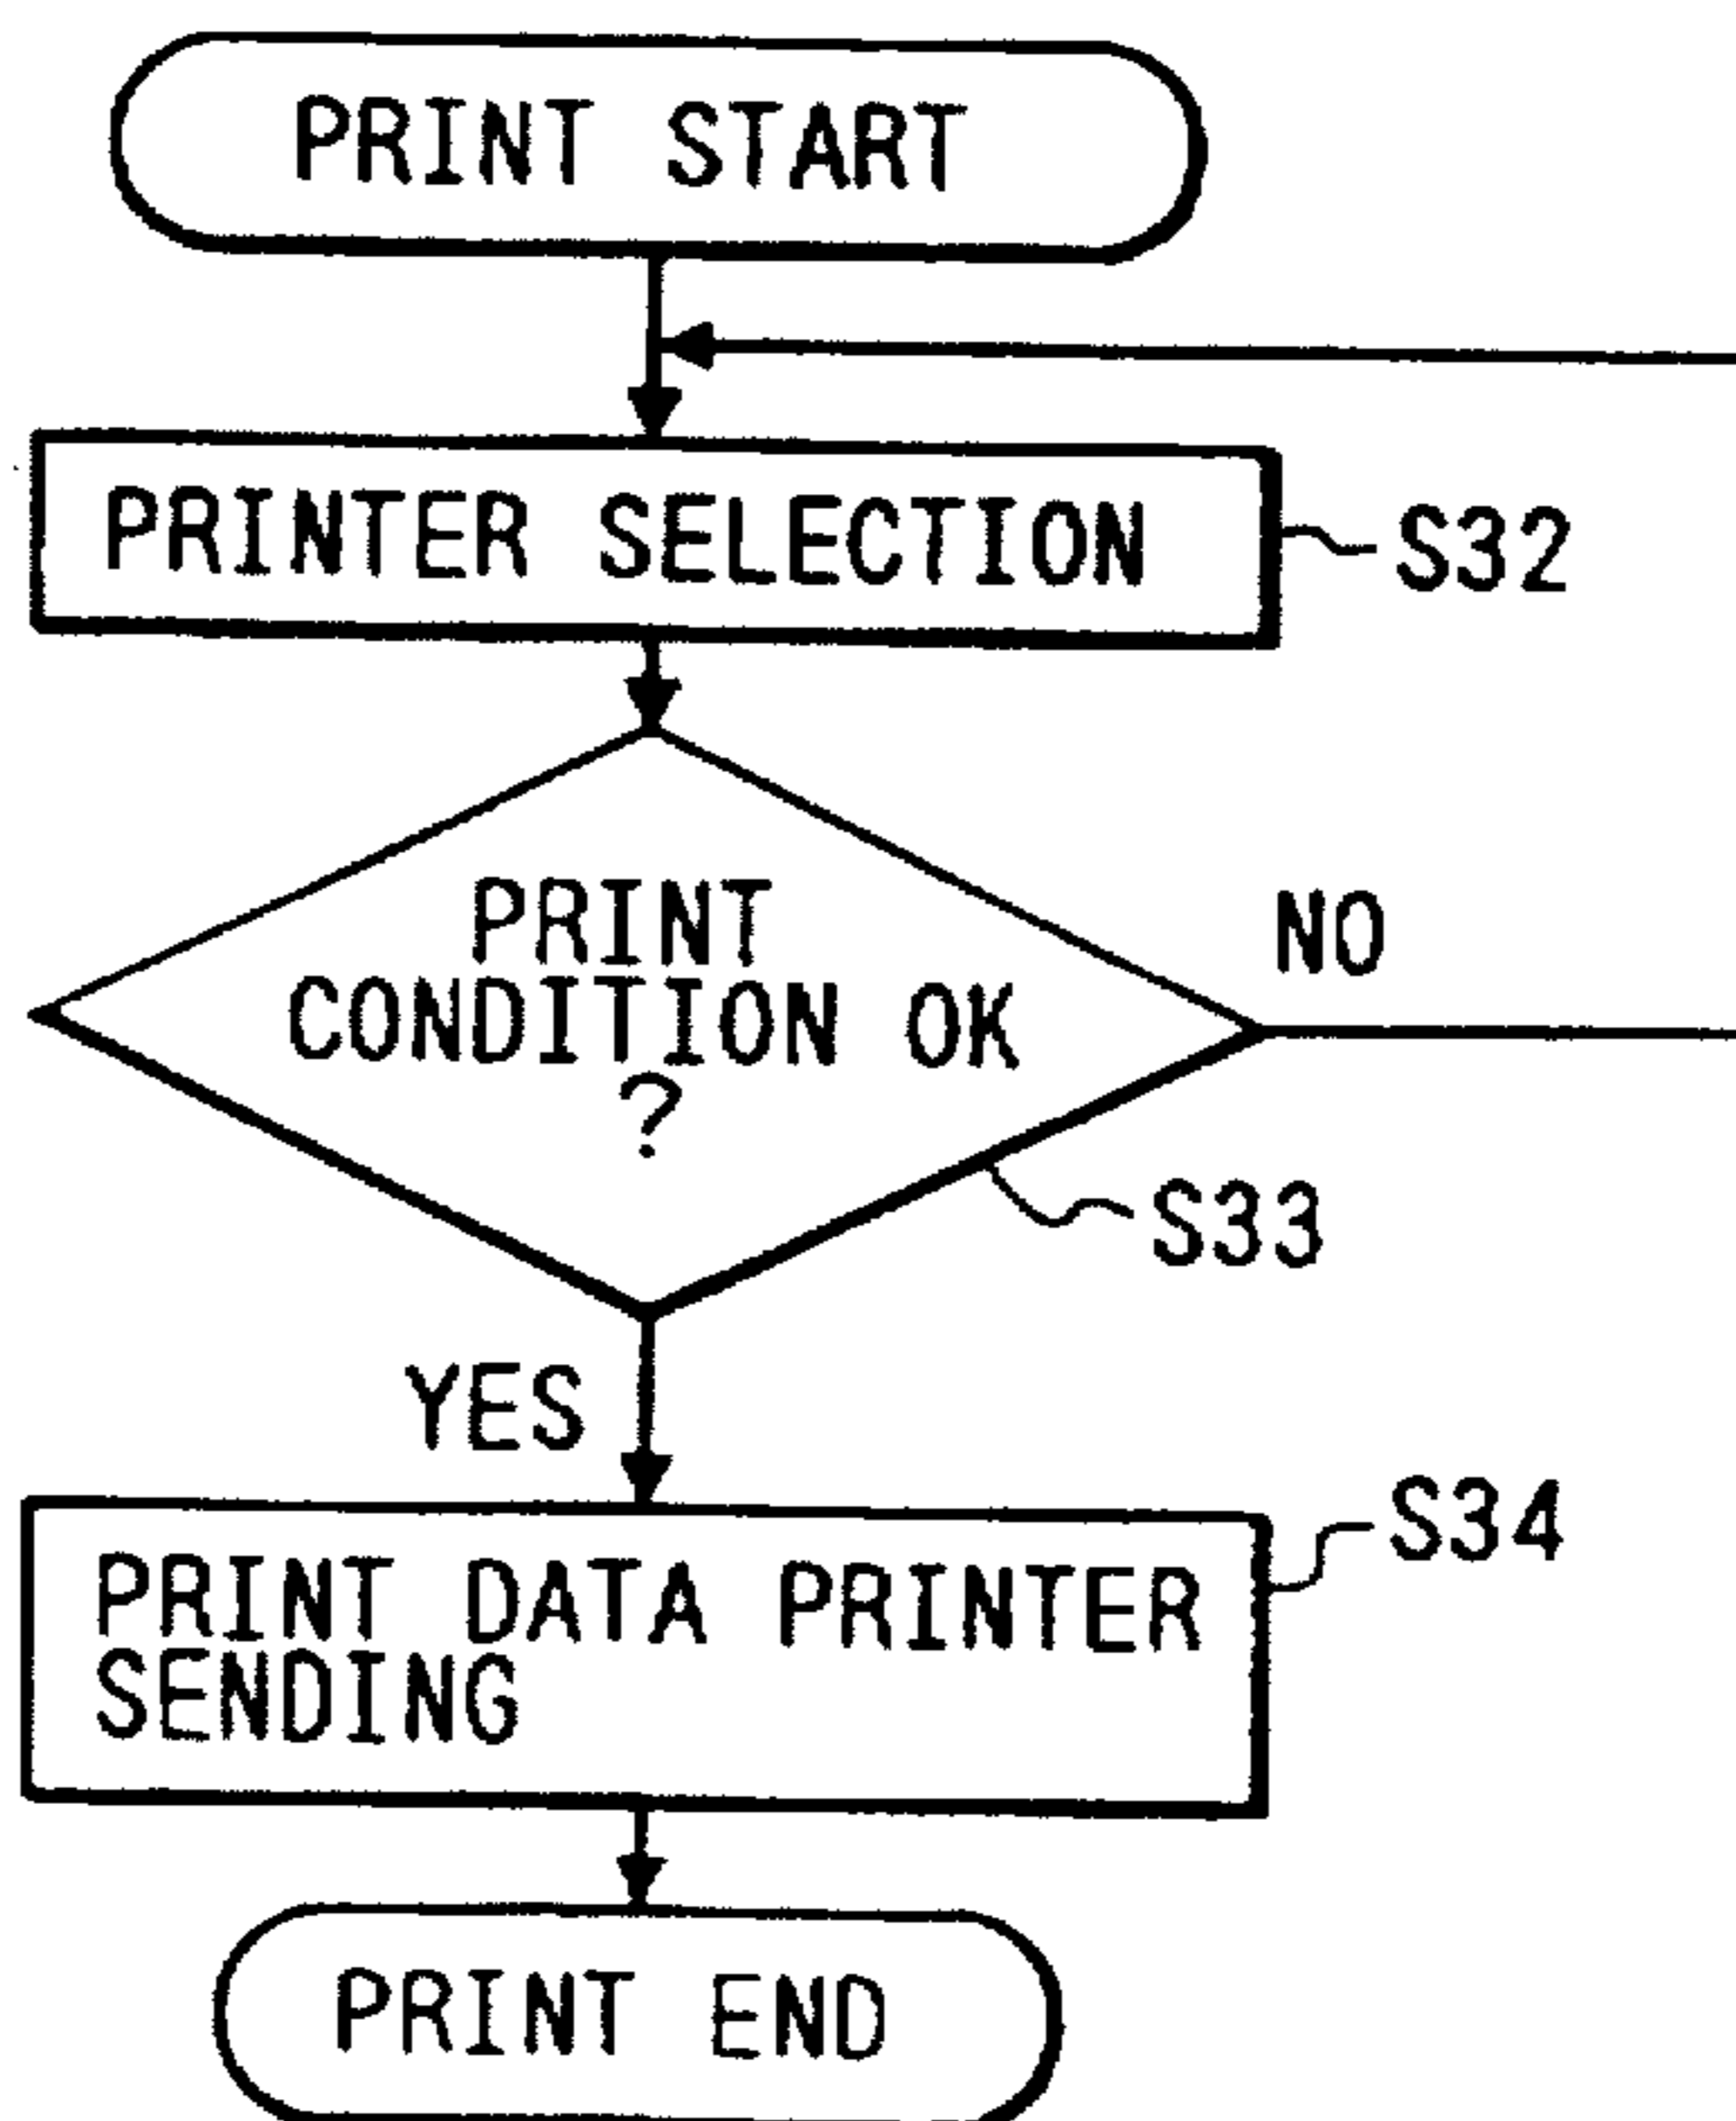 PRINT START
PRINTER SELECTION
S32
PRINT
CONDITION OK
?
NO
S33
YES
S34
PRINT DATA PRINTER
SENDING
PRINT END